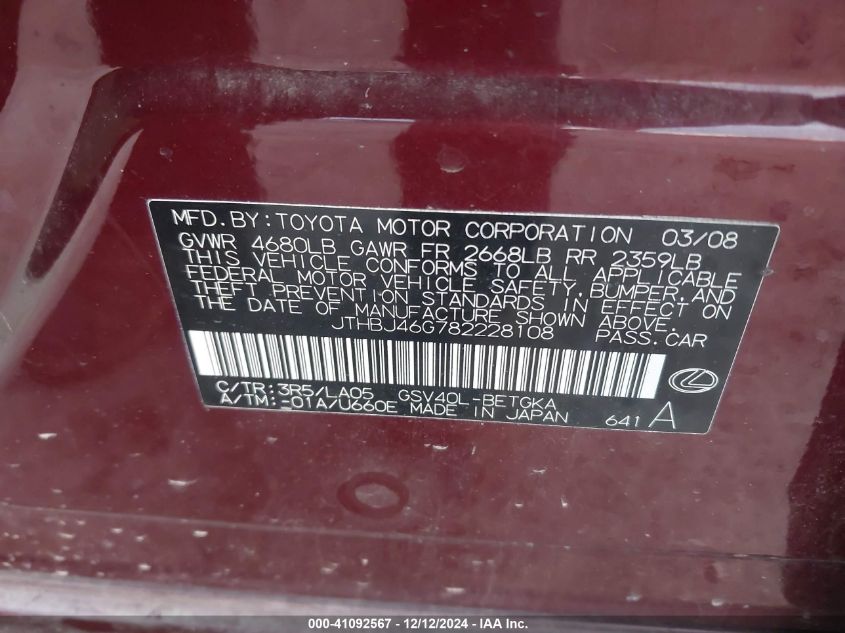 MFD. BY: TOYOTA MOTOR CORPORATION 03/08
GVWR 4680LB GAWR FR 2668LB RR 2359LB
THIS VEHICLE CONFORMS TO ALL APPLICABLE
FEDERAL MOTOR VEHICLE SAFETY, BUMPER, AND
THEFT PREVENTION STANDARDS IN EFFECT ON
THE DATE OF MANUFACTURE SHOWN ABOVE.
JTHBJ46G782228108 PASS. CAR
C/TR: 3R5/LA05 GSV40L-BETGKA
A/TM: -01A/U660E MADE IN JAPAN 641 A
000-41092567 - 12/12/2024 - IAA Inc.